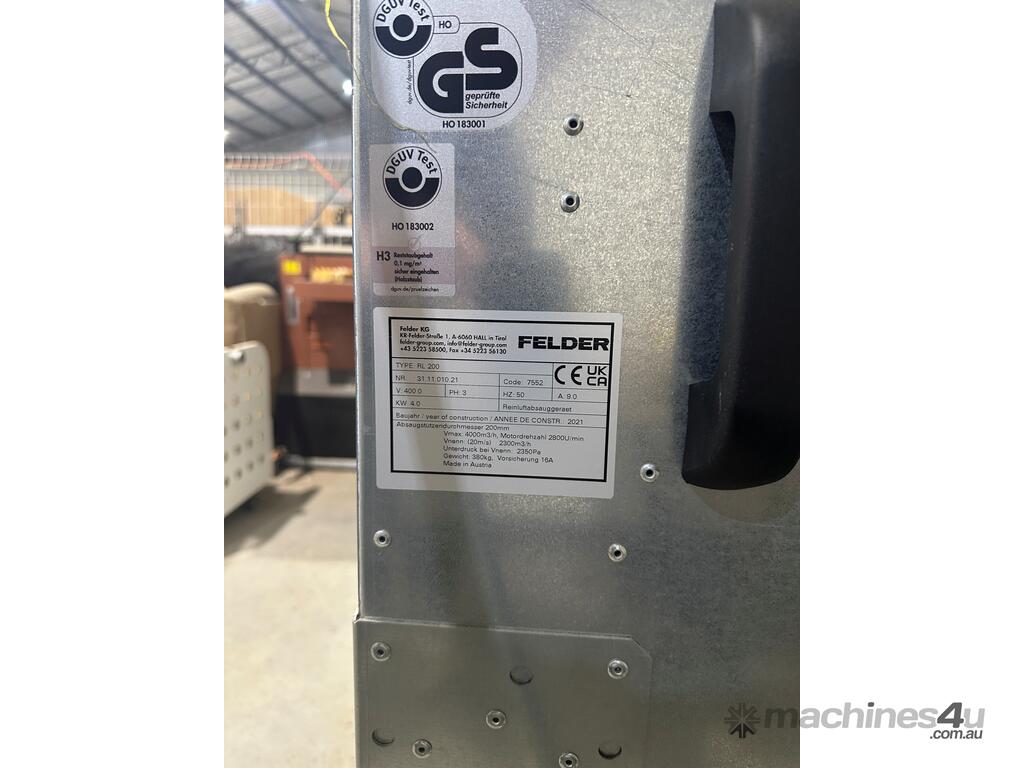 DGUV Test
HO
dguv.de/dguvtest
GS
geprüfte
Sicherheit
HO 183001
DGUV Test
HO 183002
H3 Reststaubgehalt
0,1 mg/m³
sicher eingehalten
(Holzstaub)
dguv.de/pruefzeichen
Felder KG
KR-Felder-Straße 1, A-6060 HALL in Tirol
felder-group.com, info@felder-group.com
+43 5223 58500, Fax +34 5223 56130
FELDER
TYPE: RL 200
NR. 31.11.010.21 Code: 7552
CE UK CA
V: 400.0 PH: 3 HZ: 50 A: 9.0
KW: 4.0 Reinluftabsauggeraet
Baujahr / year of construction / ANNEE DE CONSTR.: 2021
Absaugstutzendurchmesser 200mm
Vmax: 4000m3/h, Motordrehzahl 2800U/min
Vnenn: (20m/s) 2300m3/h
Unterdruck bei Vnenn: 2350Pa
Gewicht: 380kg, Vorsicherung 16A
Made in Austria
machines4u
.com.au